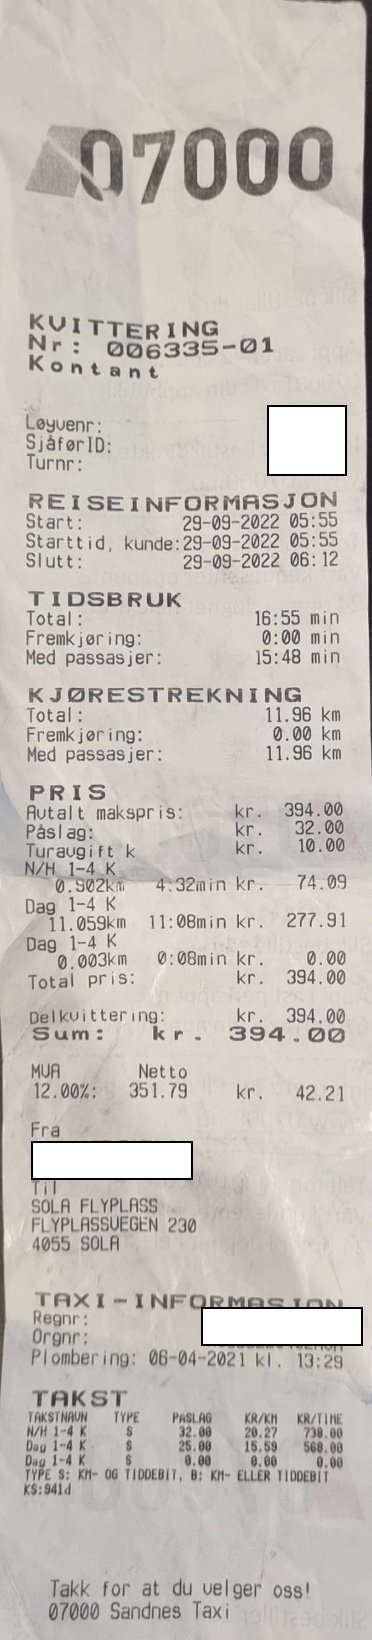 07000
KVITTERING
Nr: 006335-01
Kontant
Løyvenr:
SjåførID:
Turnr:
REISEINFORMASJON
Start: 29-09-2022 05:55
Starttid, kunde:29-09-2022 05:55
Slutt: 29-09-2022 06:12
TIDSBRUK
Total: 16:55 min
Fremkjøring: 0:00 min
Med passasjer: 15:48 min
KJØRESTREKNING
Total: 11.96 km
Fremkjøring: 0.00 km
Med passasjer: 11.96 km
PRIS
Avtalt makspris: kr. 394.00
Påslag: kr. 32.00
Turavgift k kr. 10.00
N/H 1-4 K
0.902km 4:32min kr. 74.09
Dag 1-4 K
11.059km 11:08min kr. 277.91
Dag 1-4 K
0.003km 0:08min kr. 0.00
Total pris: kr. 394.00
Delkvittering: kr. 394.00
Sum: kr. 394.00
MVA Netto
12.00%: 351.79 kr. 42.21
Fra
Til
SOLA FLYPLASS
FLYPLASSVEGEN 230
4055 SOLA
TAXI-INFORMASJON
Regnr:
Orgnr:
Plombering: 06-04-2021 kl. 13:29
TAKST
TAKSTNAVN TYPE PASLAG KR/KM KR/TIME
N/H 1-4 K S 32.00 20.27 738.00
Dag 1-4 K S 25.00 15.59 568.00
Dag 1-4 K S 0.00 0.00 0.00
TYPE S: KM- OG TIDDEBIT, B: KM- ELLER TIDDEBIT
KS:941d
Takk for at du velger oss!
07000 Sandnes Taxi